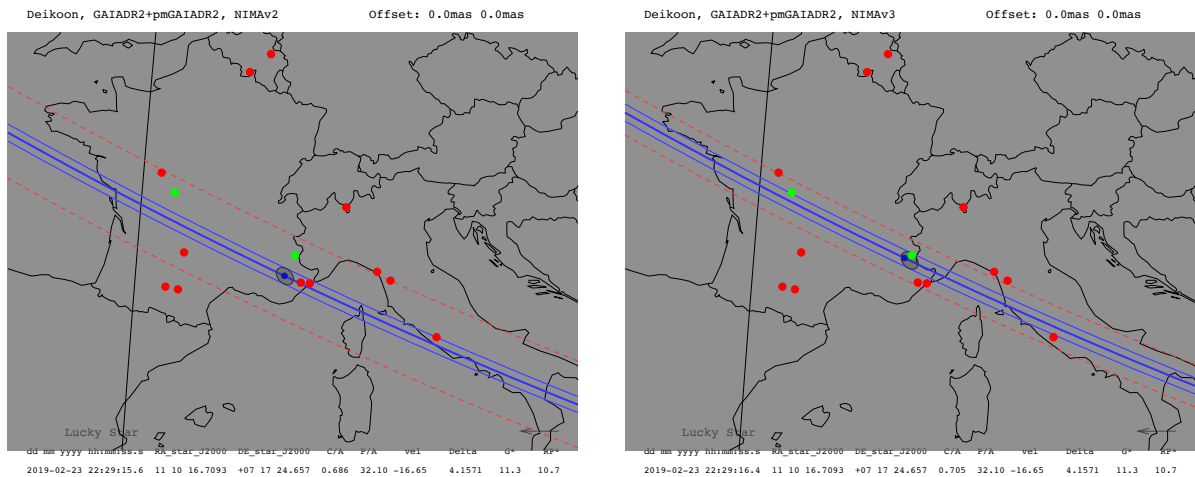 Deikoon, GAIADR2+pmGAIADR2, NIMAv2 Offset: 0.0mas 0.0mas
Lucky Star
dd mm yyyy hh:mm:ss.s RA_star_J2000 DE_star_J2000 C/A P/A vel Delta G* RP*
2019-02-23 22:29:15.6 11 10 16.7093 +07 17 24.657 0.686 32.10 -16.65 4.1571 11.3 10.7
Deikoon, GAIADR2+pmGAIADR2, NIMAv3 Offset: 0.0mas 0.0mas
Lucky Star
dd mm yyyy hh:mm:ss.s RA_star_J2000 DE_star_J2000 C/A P/A vel Delta G* RP*
2019-02-23 22:29:16.4 11 10 16.7093 +07 17 24.657 0.705 32.10 -16.65 4.1571 11.3 10.7